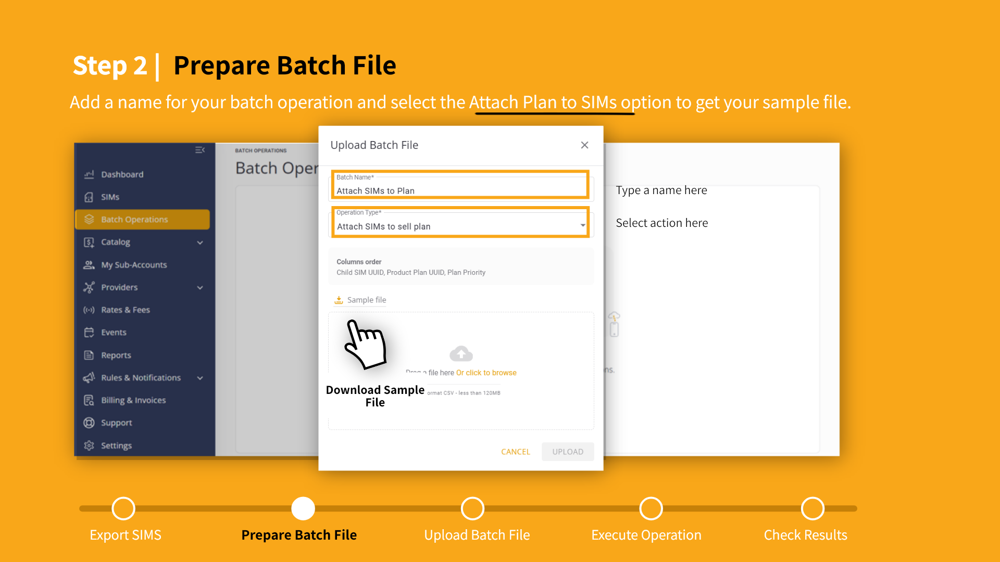 Step 2 | Prepare Batch File
Add a name for your batch operation and select the Attach Plan to SIMs option to get your sample file.
Dashboard
SIMs
Batch Operations
Catalog
My Sub-Accounts
Providers
Rates & Fees
Events
Reports
Rules & Notifications
Billing & Invoices
Support
Settings
BATCH OPERATIONS
Batch Oper
Upload Batch File
Batch Name*
Attach SIMs to Plan
Type a name here
Operation Type*
Attach SIMs to sell plan
Select action here
Columns order
Child SIM UUID, Product Plan UUID, Plan Priority
Sample file
Drag a file here Or click to browse
ns.
Download Sample
File
ormat CSV - less than 120MB
CANCEL
UPLOAD
Export SIMS
Prepare Batch File
Upload Batch File
Execute Operation
Check Results